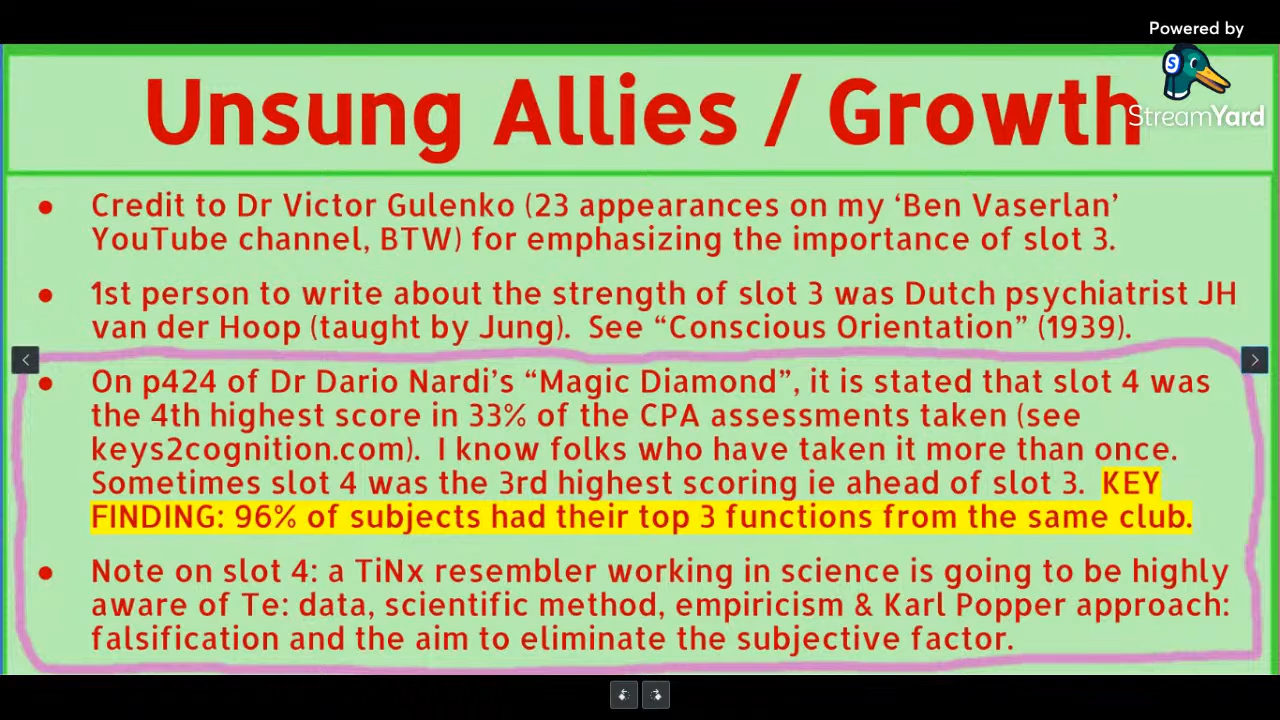 Powered by
StreamYard
Unsung Allies / Growth
● Credit to Dr Victor Gulenko (23 appearances on my ‘Ben Vaserlan’
YouTube channel, BTW) for emphasizing the importance of slot 3.
● 1st person to write about the strength of slot 3 was Dutch psychiatrist JH
van der Hoop (taught by Jung). See “Conscious Orientation” (1939).
● On p424 of Dr Dario Nardi’s “Magic Diamond”, it is stated that slot 4 was
the 4th highest score in 33% of the CPA assessments taken (see
keys2cognition.com). I know folks who have taken it more than once.
Sometimes slot 4 was the 3rd highest scoring ie ahead of slot 3. KEY
FINDING: 96% of subjects had their top 3 functions from the same club.
● Note on slot 4: a TiNx resembler working in science is going to be highly
aware of Te: data, scientific method, empiricism & Karl Popper approach:
falsification and the aim to eliminate the subjective factor.